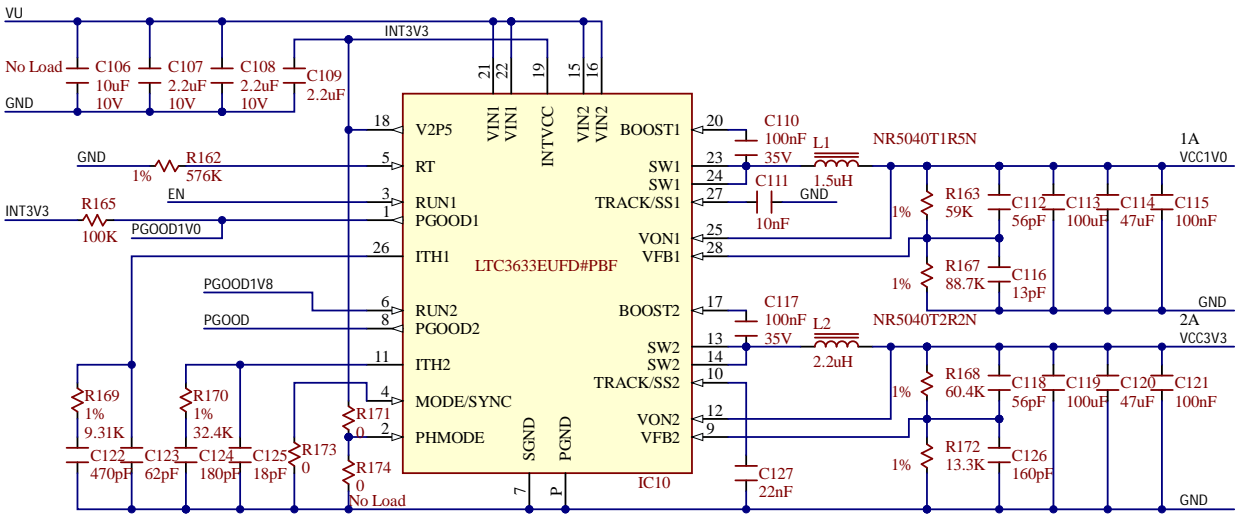 VU
INT3V3
No Load
C106
10uF
10V
C107
2.2uF
10V
C108
2.2uF
10V
C109
2.2uF
GND
21
22
19
15
16
VIN1
VIN1
INTVCC
VIN2
VIN2
18
V2P5
GND
R162
1%
576K
5
RT
EN
3
RUN1
INT3V3
R165
100K
1
PGOOD1
PGOOD1V0
26
ITH1
LTC3633EUFD#PBF
PGOOD1V8
6
RUN2
PGOOD
8
PGOOD2
11
ITH2
4
MODE/SYNC
2
PHMODE
BOOST1
20
C110
100nF
35V
SW1
23
SW1
24
L1
1.5uH
NR5040T1R5N
TRACK/SS1
27
C111
10nF
GND
VON1
25
VFB1
28
1A
VCC1V0
1%
R163
59K
C112
56pF
C113
100uF
C114
47uF
C115
100nF
1%
R167
88.7K
C116
13pF
GND
BOOST2
17
C117
100nF
35V
SW2
13
SW2
14
L2
2.2uH
NR5040T2R2N
TRACK/SS2
10
VON2
12
VFB2
9
2A
VCC3V3
1%
R168
60.4K
C118
56pF
C119
100uF
C120
47uF
C121
100nF
1%
R172
13.3K
C126
160pF
C127
22nF
GND
R169
1%
9.31K
C122
470pF
C123
62pF
R170
1%
32.4K
C124
180pF
C125
18pF
R173
0
R171
0
R174
0
No Load
SGND
PGND
7
P
IC10